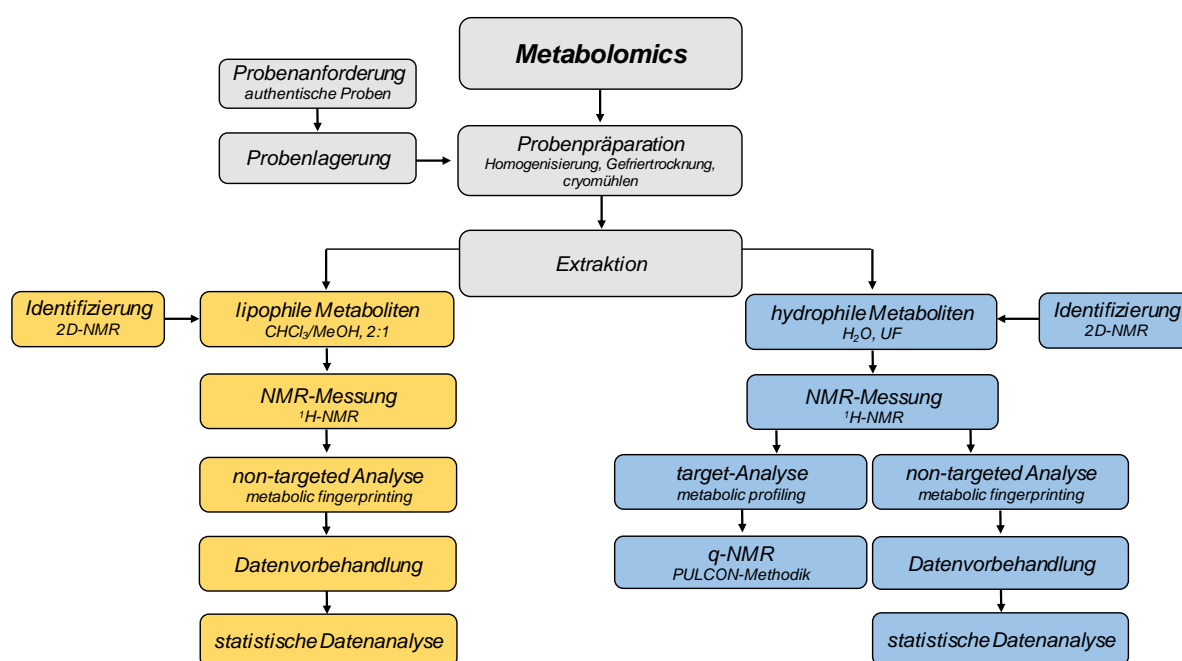 Metabolomics
Probenanforderung
authentische Proben
Probenlagerung
Probenpräparation
Homogenisierung, Gefriertrocknung,
cryomühlen
Extraktion
Identifizierung
2D-NMR
lipophile Metaboliten
CHCl₃/MeOH, 2:1
hydrophile Metaboliten
H₂O, UF
Identifizierung
2D-NMR
NMR-Messung
¹H-NMR
NMR-Messung
¹H-NMR
non-targeted Analyse
metabolic fingerprinting
target-Analyse
metabolic profiling
non-targeted Analyse
metabolic fingerprinting
Datenvorbehandlung
q-NMR
PULCON-Methodik
Datenvorbehandlung
statistische Datenanalyse
statistische Datenanalyse